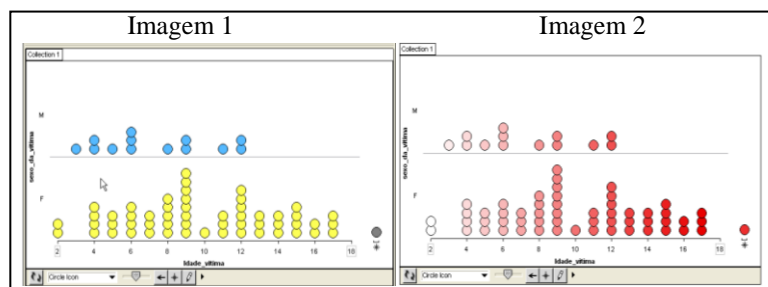 Imagem 1
Imagem 2
Collection 1
M
sexo_da_vitima
F
2 4 6 8 10 12 14 16 18
Idade_vitima
Circle Icon
Collection 1
M
sexo_da_vitima
F
2 4 6 8 10 12 14 16 18
Idade_vitima
Circle Icon